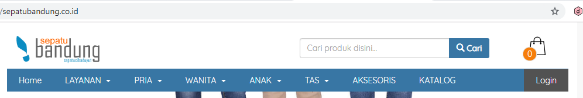 /sepatubandung.co.id
sepatu
bandung
Cari produk disini...
Cari
0
Home LAYANAN PRIA WANITA ANAK TAS AKSESORIS KATALOG Login